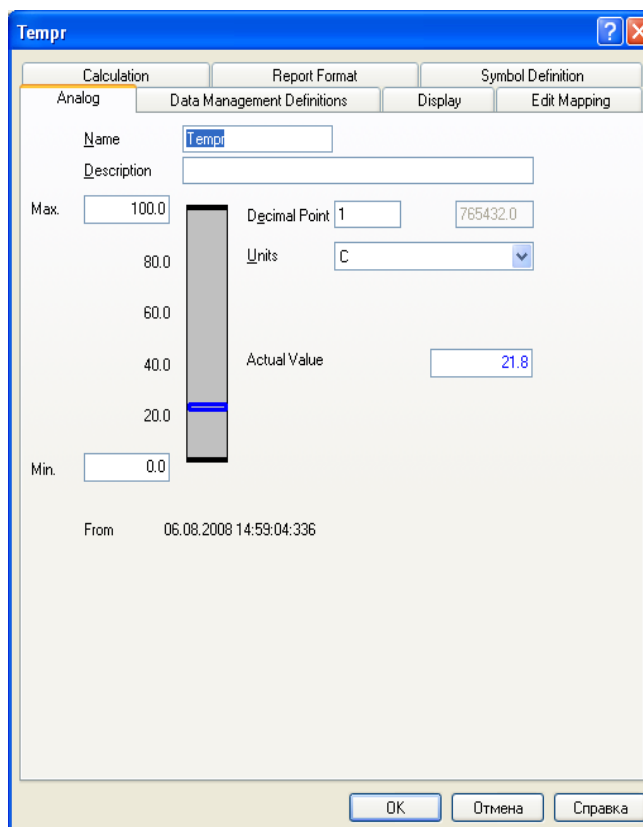 Tempr
Calculation Report Format Symbol Definition
Analog Data Management Definitions Display Edit Mapping
Name Tempr
Description
Max. 100.0 Decimal Point 1 765432.0
80.0 Units C
60.0
40.0 Actual Value 21.8
20.0
Min. 0.0
From 06.08.2008 14:59:04:336
OK Отмена Справка